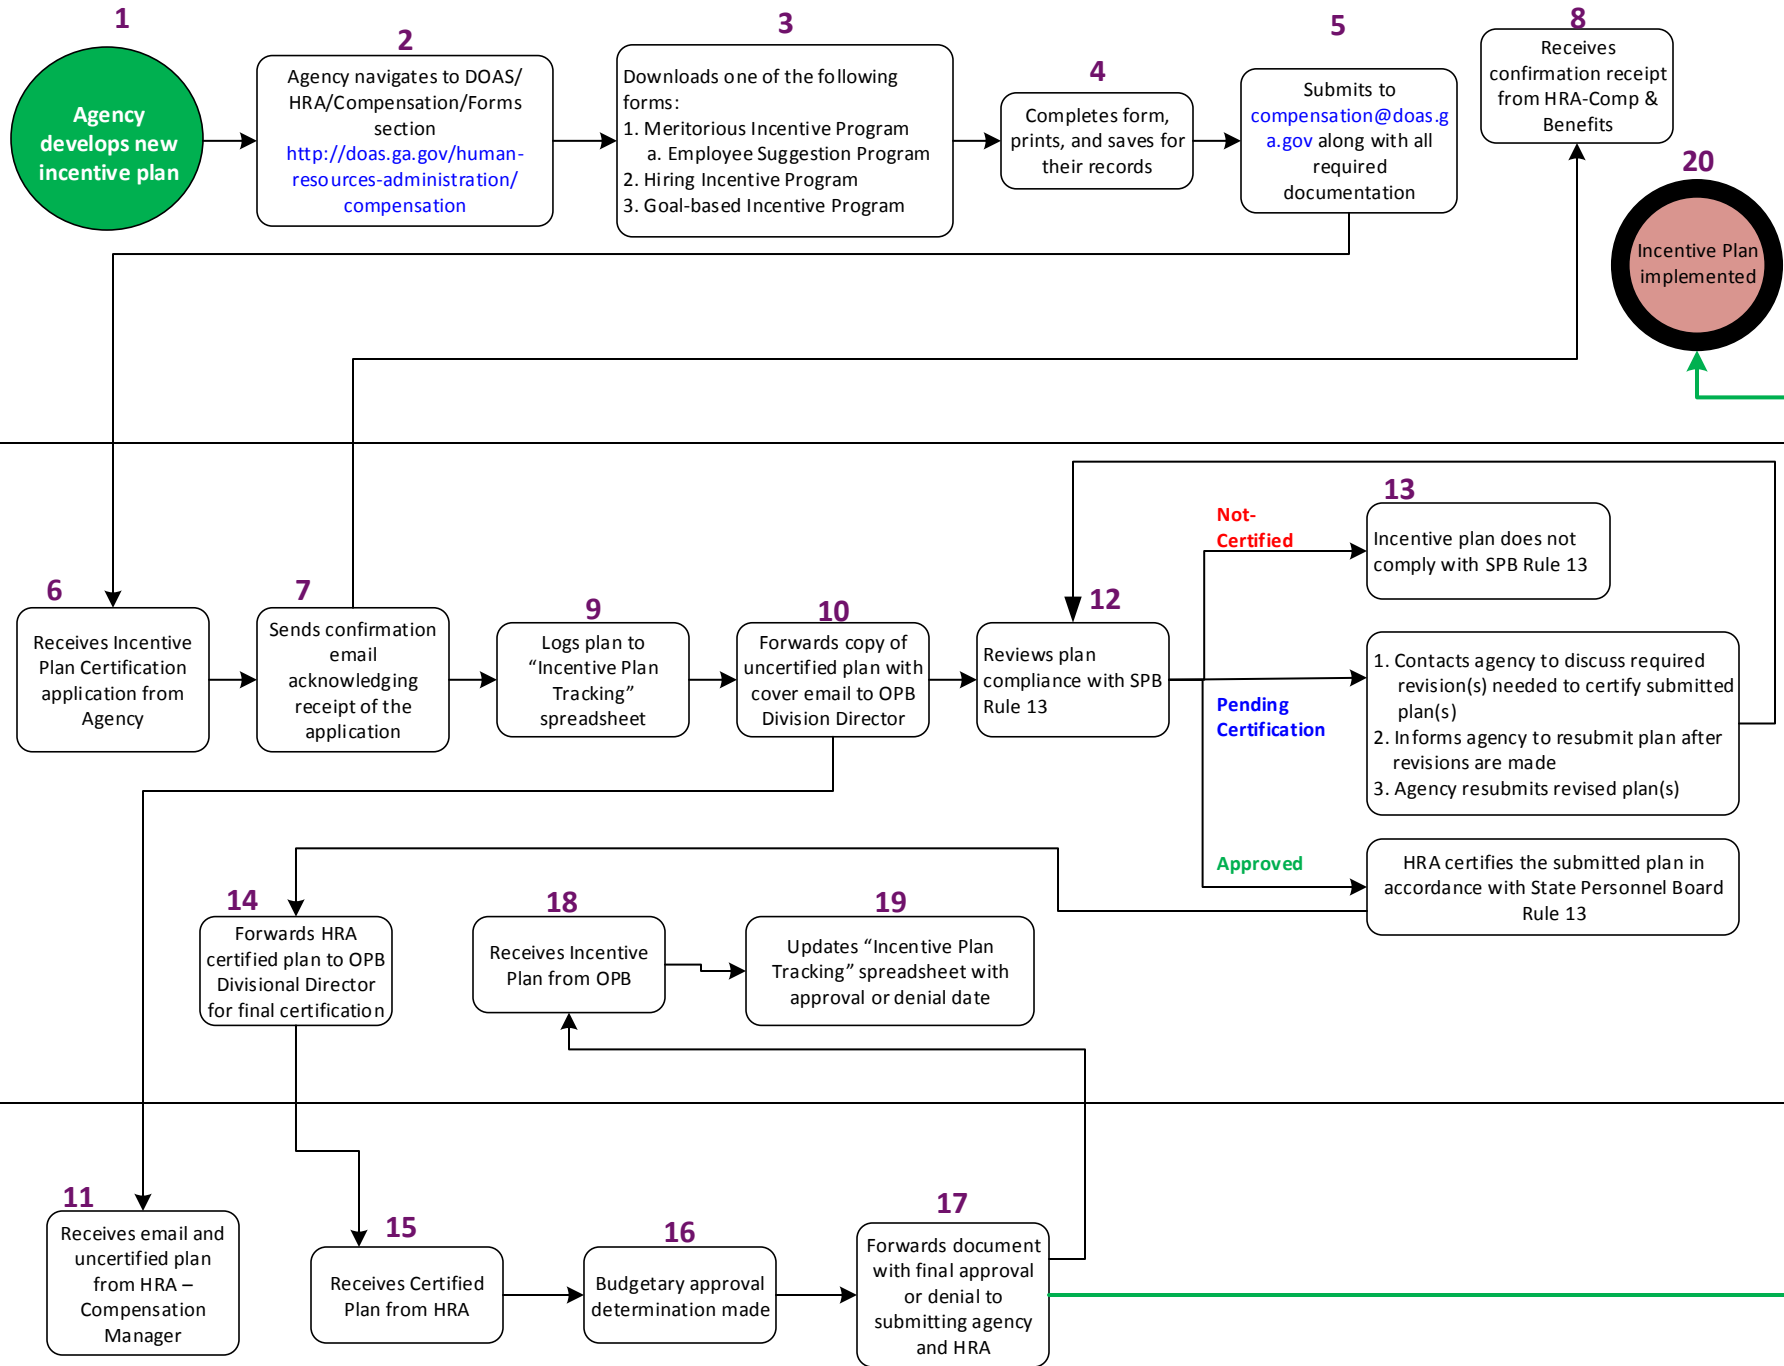 1
Agency
develops new
incentive plan
2
Agency navigates to DOAS/
HRA/Compensation/Forms
section
http://doas.ga.gov/human-
resources-administration/
compensation
3
Downloads one of the following
forms:
1. Meritorious Incentive Program
a. Employee Suggestion Program
2. Hiring Incentive Program
3. Goal-based Incentive Program
4
Completes form,
prints, and saves for
their records
5
Submits to
compensation@doas.g
a.gov along with all
required
documentation
8
Receives
confirmation receipt
from HRA-Comp &
Benefits
20
Incentive Plan
implemented
6
Receives Incentive
Plan Certification
application from
Agency
7
Sends confirmation
email
acknowledging
receipt of the
application
9
Logs plan to
“Incentive Plan
Tracking”
spreadsheet
10
Forwards copy of
uncertified plan with
cover email to OPB
Division Director
12
Reviews plan
compliance with SPB
Rule 13
Not-
Certified
13
Incentive plan does not
comply with SPB Rule 13
Pending
Certification
1. Contacts agency to discuss required
revision(s) needed to certify submitted
plan(s)
2. Informs agency to resubmit plan after
revisions are made
3. Agency resubmits revised plan(s)
Approved
HRA certifies the submitted plan in
accordance with State Personnel Board
Rule 13
14
Forwards HRA
certified plan to OPB
Divisional Director
for final certification
18
Receives Incentive
Plan from OPB
19
Updates “Incentive Plan
Tracking” spreadsheet with
approval or denial date
11
Receives email and
uncertified plan
from HRA –
Compensation
Manager
15
Receives Certified
Plan from HRA
16
Budgetary approval
determination made
17
Forwards document
with final approval
or denial to
submitting agency
and HRA